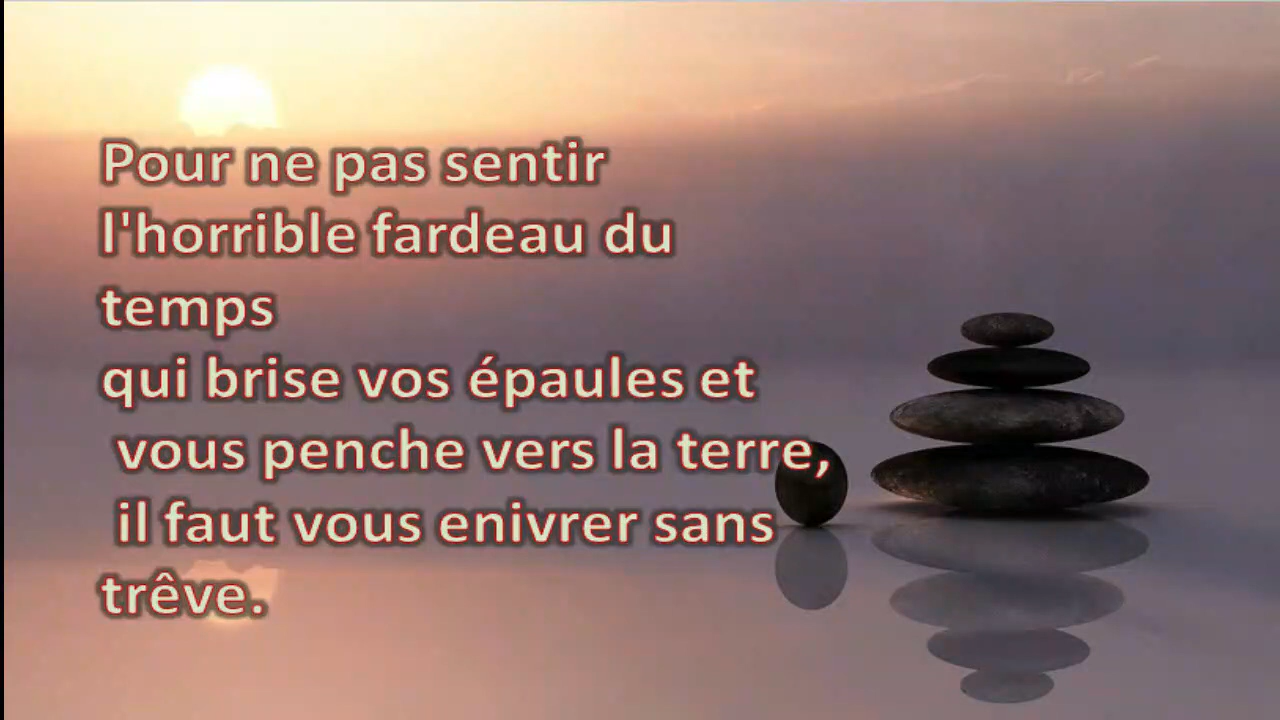 Pour ne pas sentir
l'horrible fardeau du
temps
qui brise vos épaules et
vous penche vers la terre,
il faut vous enivrer sans
trêve.